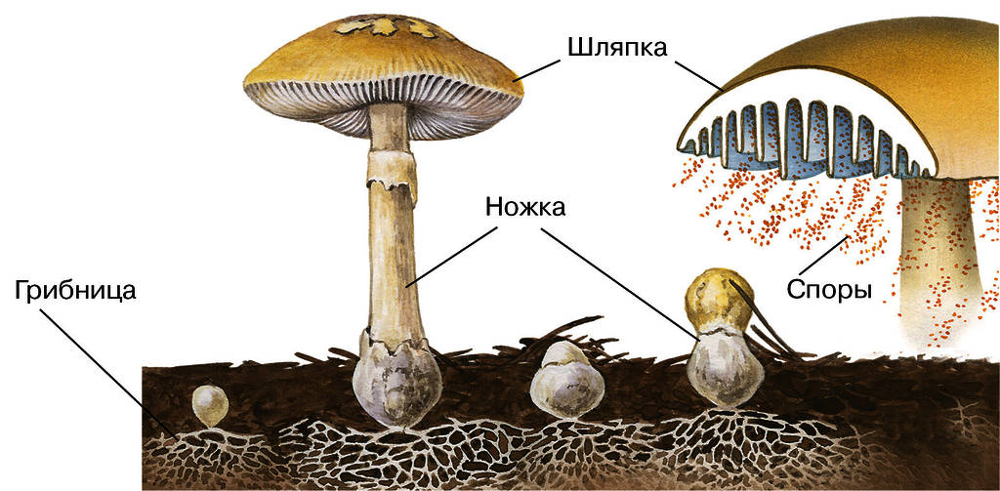 Шляпка
Ножка
Грибница
Споры